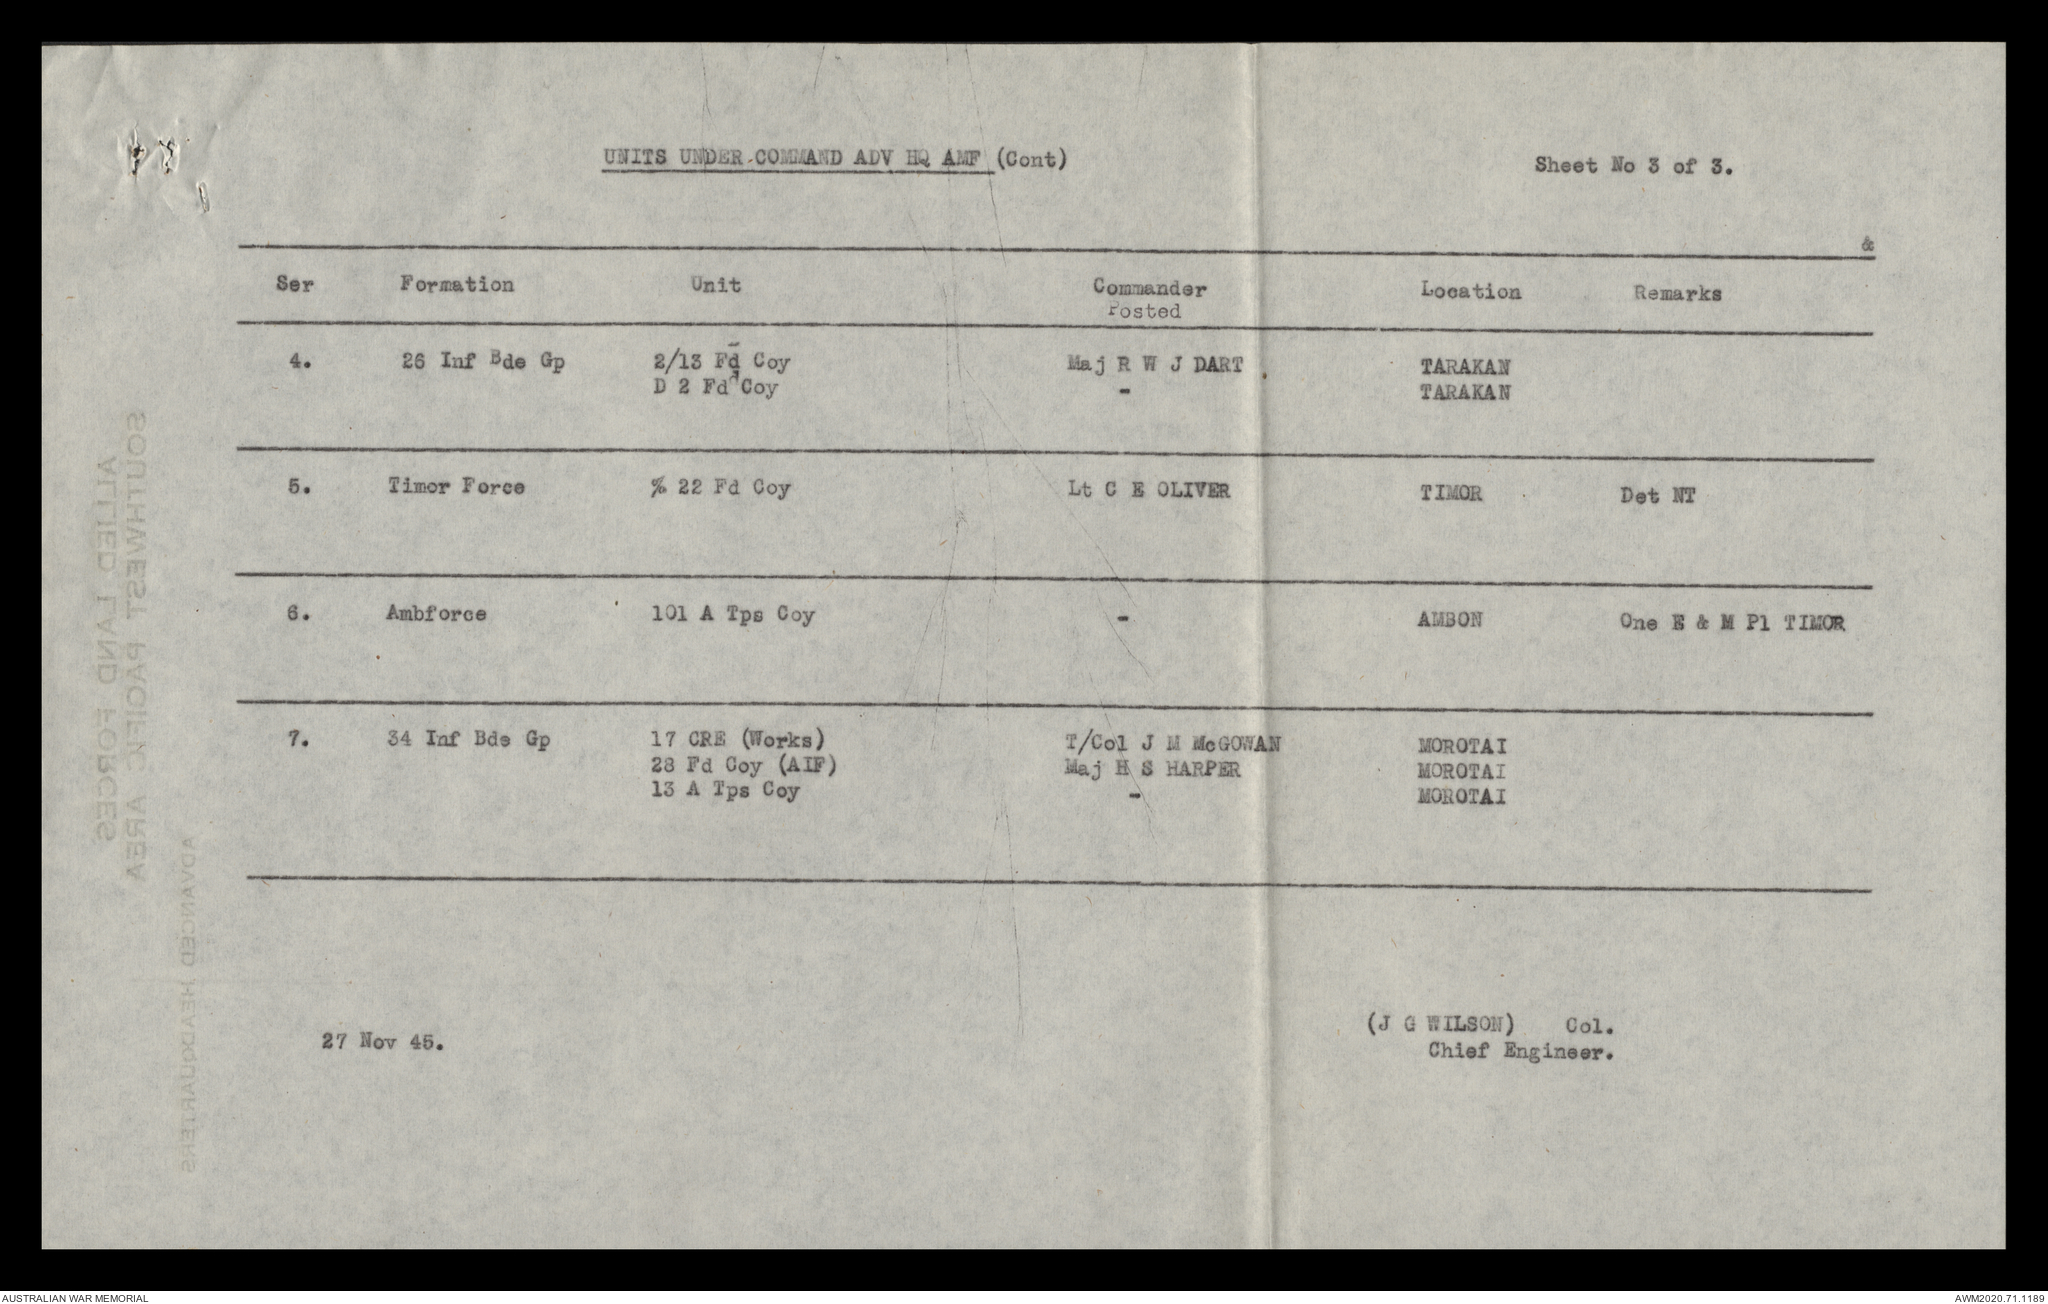 UNITS UNDER COMMAND ADV HQ AMF (Cont)
Sheet No 3 of 3.
&
Ser Formation Unit Commander Location Remarks
Posted
4. 26 Inf Bde Gp 2/13 Fd Coy Maj R W J DART TARAKAN
D 2 Fd Coy - TARAKAN
5. Timor Force % 22 Fd Coy Lt C E OLIVER TIMOR Det NT
6. Ambforce 101 A Tps Coy - AMBON One E & M Pl TIMOR
7. 34 Inf Bde Gp 17 CRE (Works) T/Col J M McGOWAN MOROTAI
28 Fd Coy (AIF) Maj H S HARPER MOROTAI
13 A Tps Coy - MOROTAI
27 Nov 45.
(J G WILSON) Col.
Chief Engineer.
ALLIED LAND FORCES
SOUTHWEST PACIFIC AREA
ADVANCED HEADQUARTERS
AUSTRALIAN WAR MEMORIAL
AWM2020.71.1189